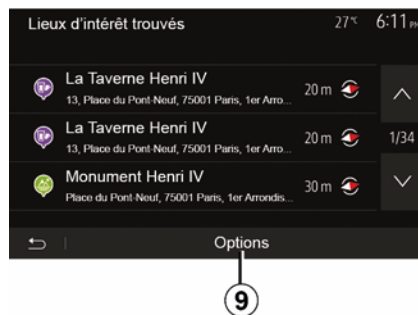 Lieux d'intérêt trouvés 27℃ 6:11 PM
La Taverne Henri IV
13, Place du Pont-Neuf, 75001 Paris, 1er Arro... 20 m
La Taverne Henri IV
13, Place du Pont-Neuf, 75001 Paris, 1er Arro... 20 m 1/34
Monument Henri IV
Place du Pont-Neuf, 75001 Paris, 1er Arrondis... 30 m
Options
9